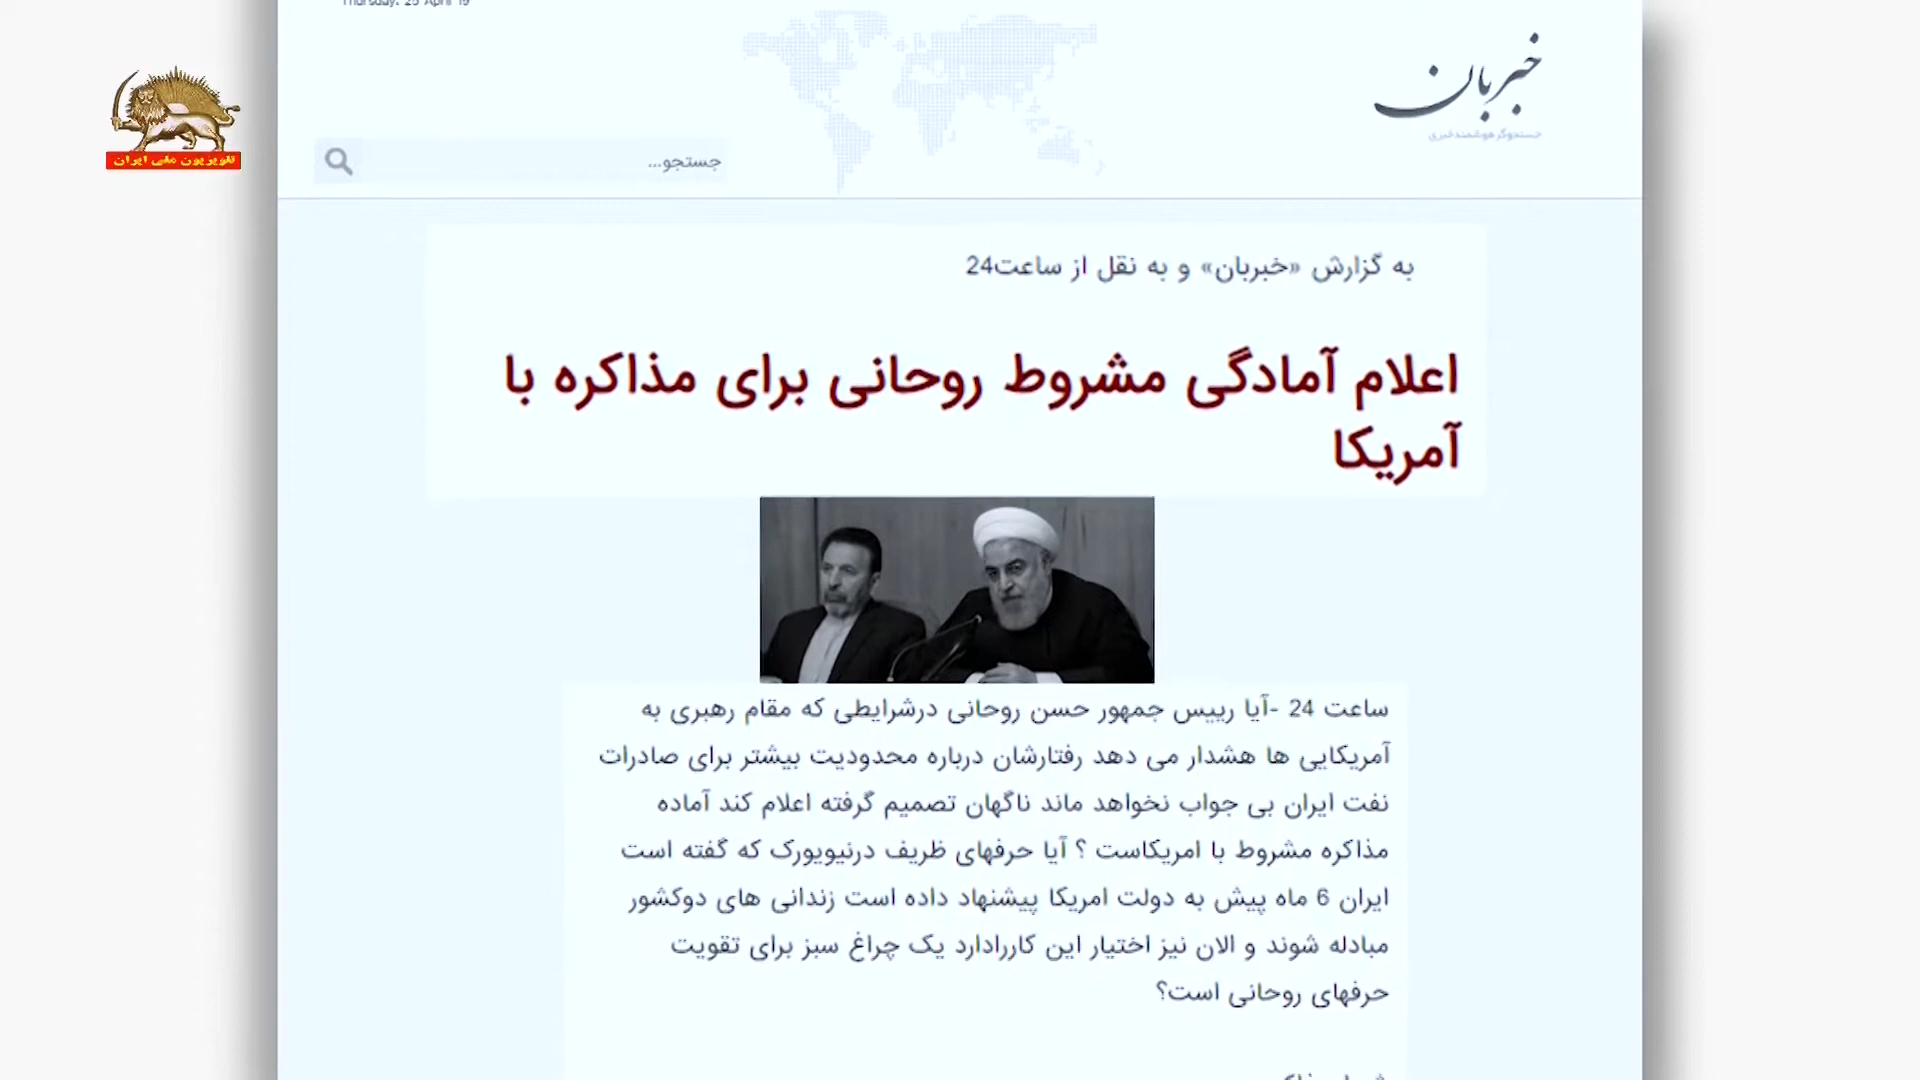 Thursday, 25 April 19
خبربان
جستجوگر هوشمند خبری
تلویزیون ملی ایران
جستجو...
به گزارش «خبربان» و به نقل از ساعت24
اعلام آمادگی مشروط روحانی برای مذاکره با
آمریکا
ساعت 24 -آیا رییس جمهور حسن روحانی درشرایطی که مقام رهبری به
آمریکایی ها هشدار می دهد رفتارشان درباره محدودیت بیشتر برای صادرات
نفت ایران بی جواب نخواهد ماند ناگهان تصمیم گرفته اعلام کند آماده
مذاکره مشروط با امریکاست ؟ آیا حرفهای ظریف درنیویورک که گفته است
ایران 6 ماه پیش به دولت امریکا پیشنهاد داده است زندانی های دوکشور
مبادله شوند و الان نیز اختیار این کاررادارد یک چراغ سبز برای تقویت
حرفهای روحانی است؟